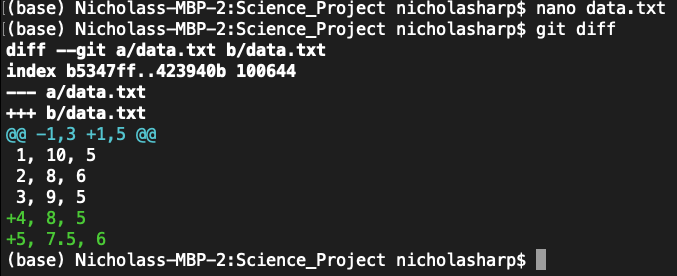 (base) Nicholass-MBP-2:Science_Project nicholasharp$ nano data.txt
(base) Nicholass-MBP-2:Science_Project nicholasharp$ git diff
diff --git a/data.txt b/data.txt
index b5347ff..423940b 100644
--- a/data.txt
+++ b/data.txt
@@ -1,3 +1,5 @@
 1, 10, 5
 2, 8, 6
 3, 9, 5
+4, 8, 5
+5, 7.5, 6
(base) Nicholass-MBP-2:Science_Project nicholasharp$